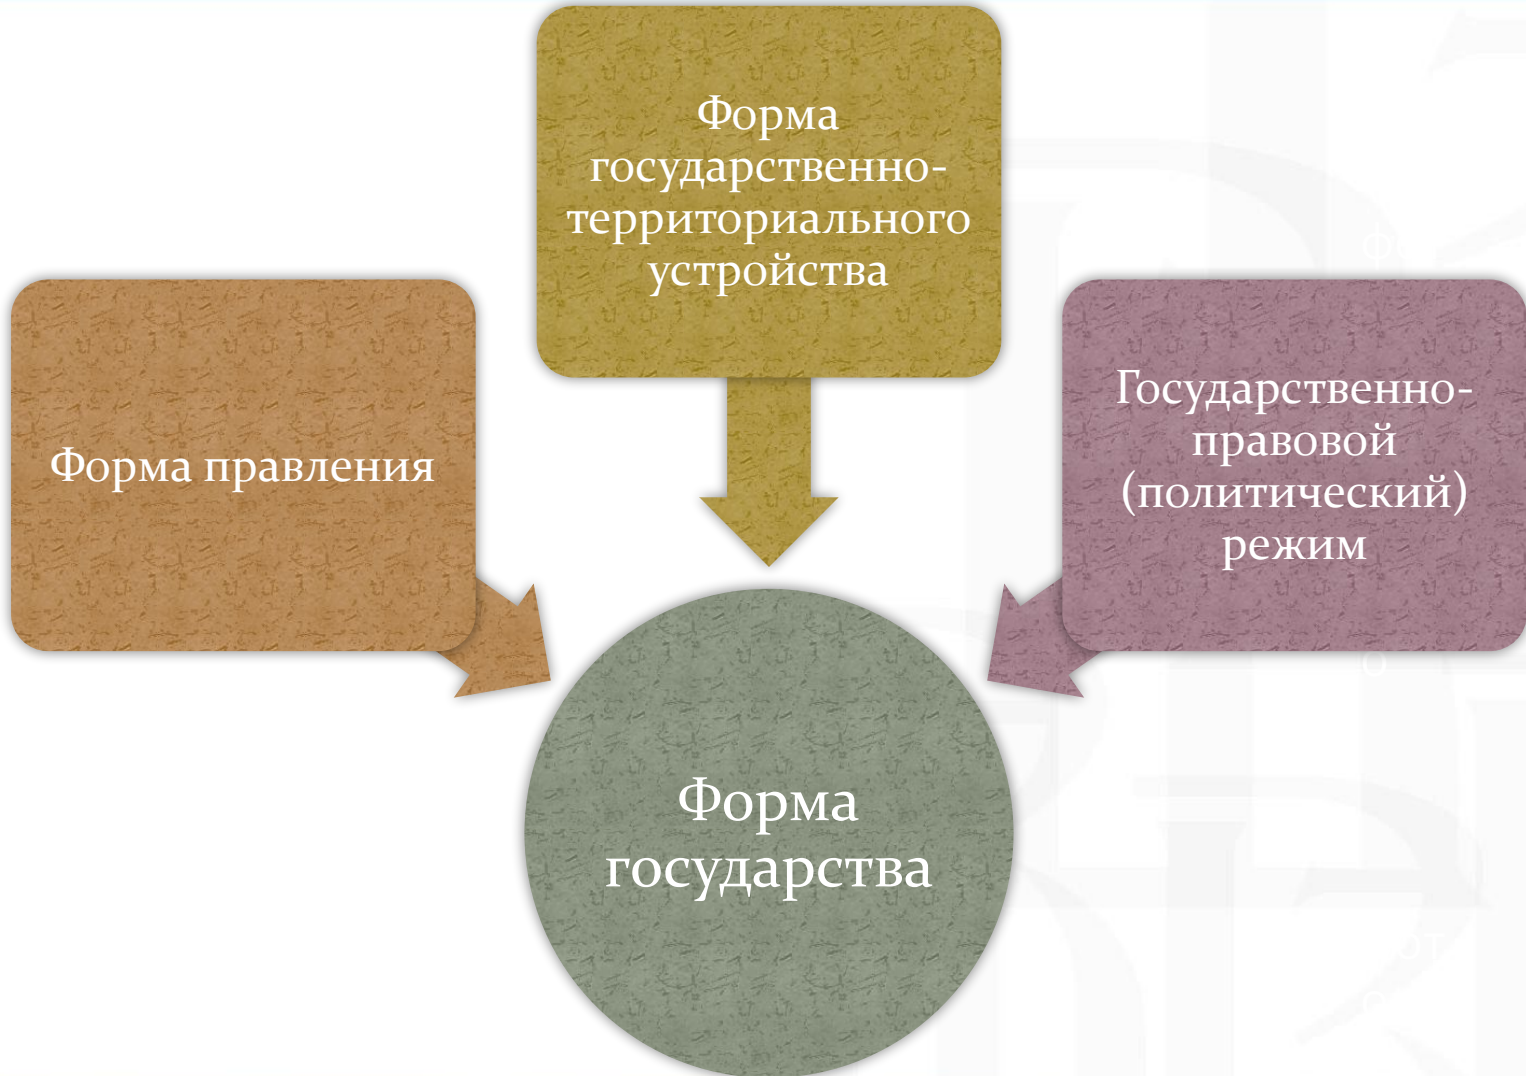 Форма
государственно-
территориального
устройства
Форма правления
Государственно-
правовой
(политический)
режим
Форма
государства